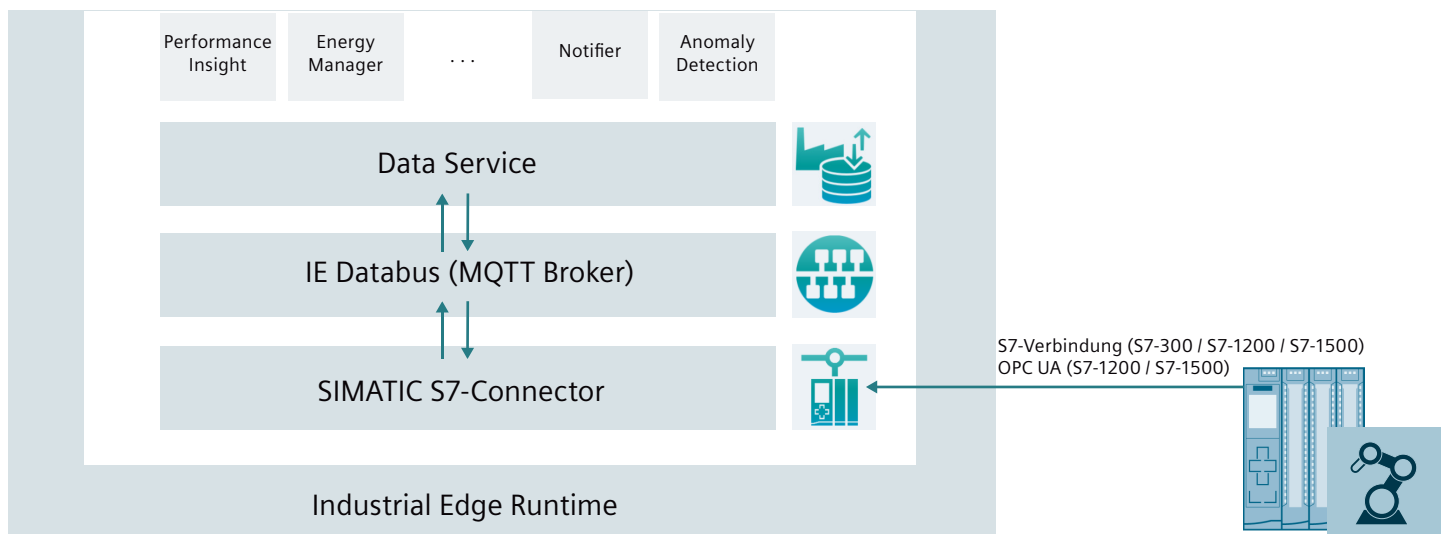 Performance
Insight
Energy
Manager
...
Notifier
Anomaly
Detection
Data Service
IE Databus (MQTT Broker)
S7-Verbindung (S7-300 / S7-1200 / S7-1500)
OPC UA (S7-1200 / S7-1500)
SIMATIC S7-Connector
Industrial Edge Runtime